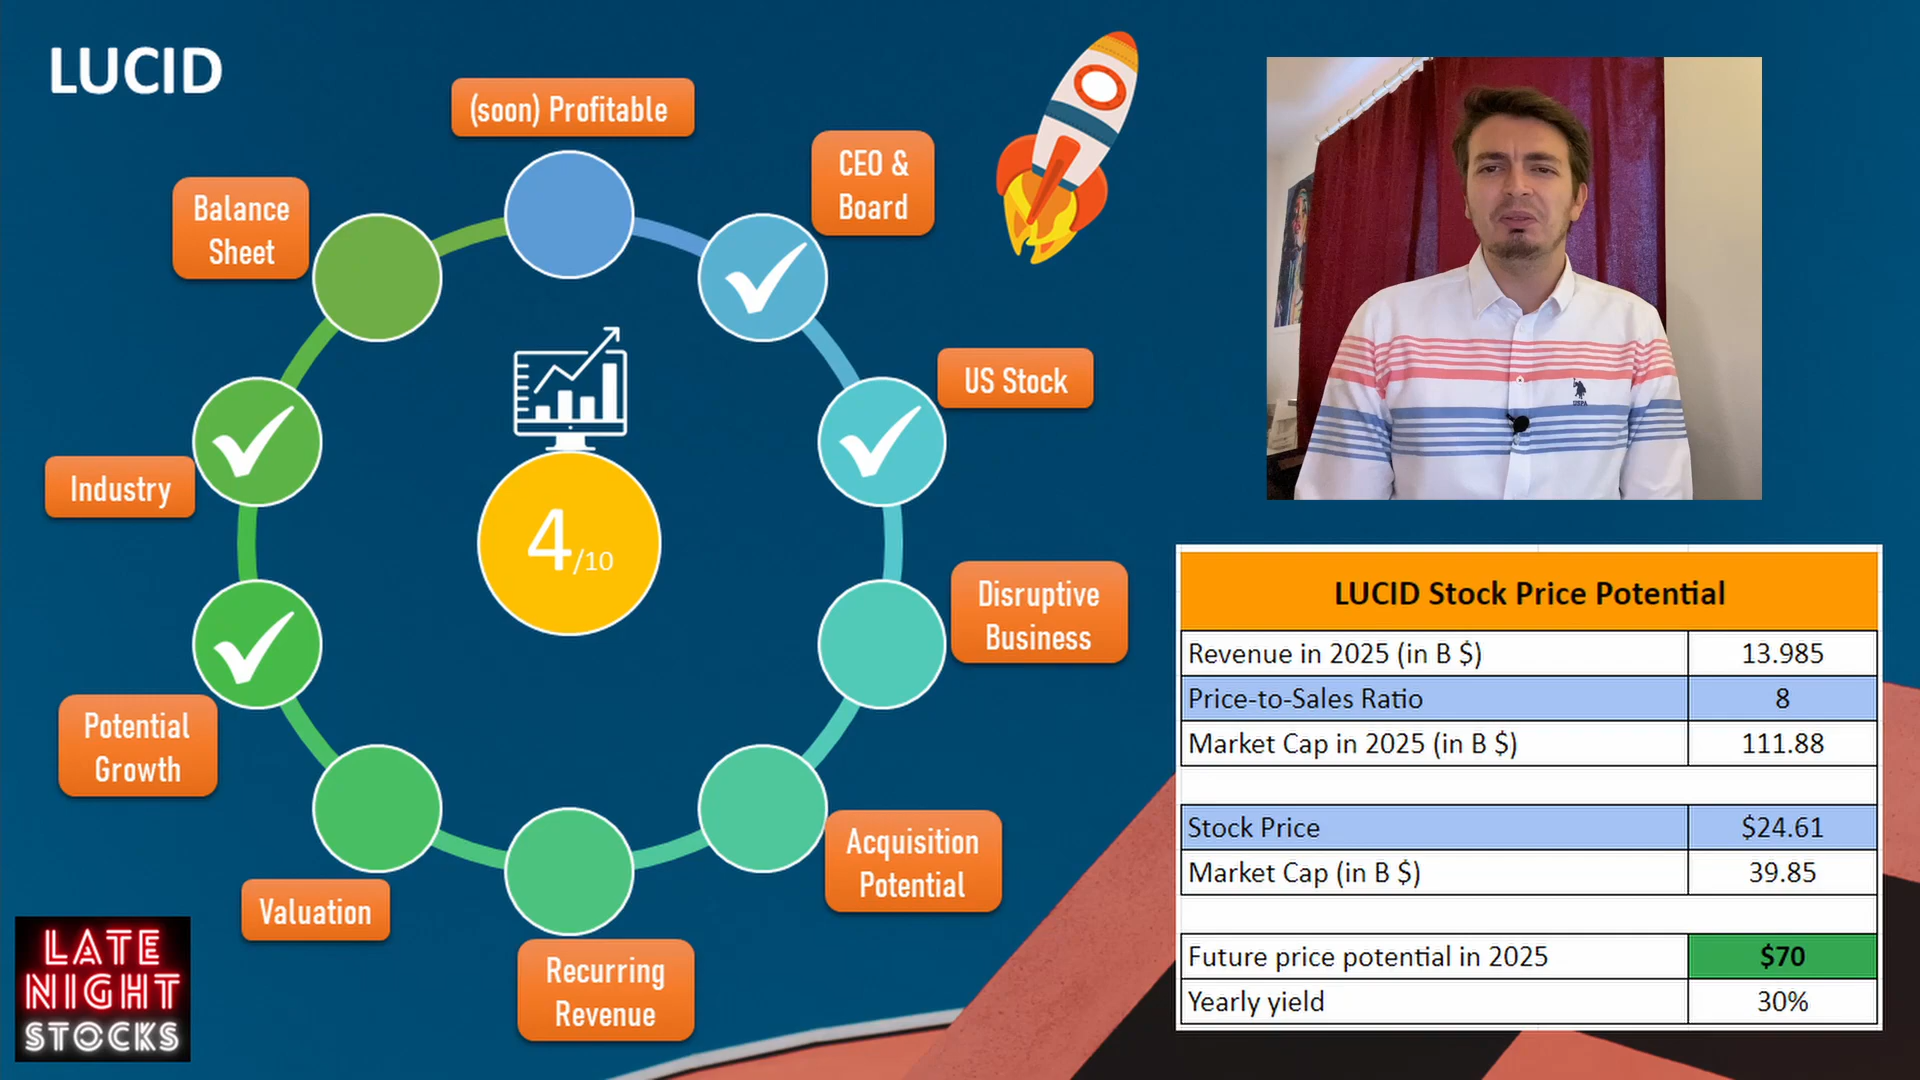 LUCID
(soon) Profitable
CEO &
Board
Balance
Sheet
US Stock
Industry
4/10
Disruptive
Business
Potential
Growth
Acquisition
Potential
Valuation
Recurring
Revenue
LATE
NIGHT
STOCKS
USPA
LUCID Stock Price Potential
Revenue in 2025 (in B $) 13.985
Price-to-Sales Ratio 8
Market Cap in 2025 (in B $) 111.88
Stock Price $24.61
Market Cap (in B $) 39.85
Future price potential in 2025 $70
Yearly yield 30%